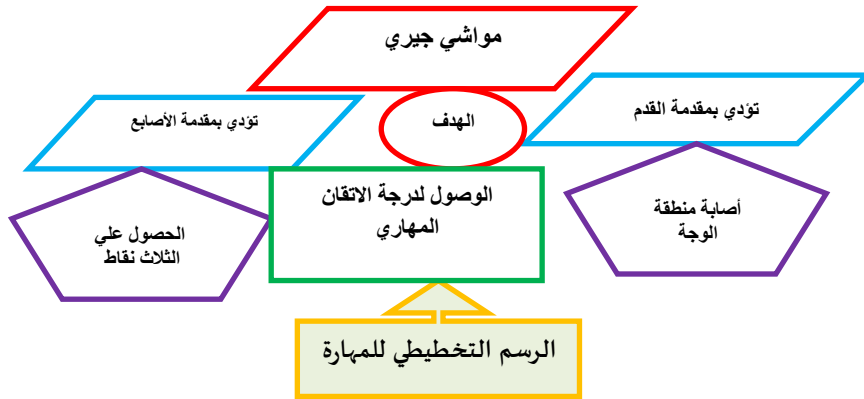 مواشي جيري
تؤدي بمقدمة القدم
الهدف
تؤدي بمقدمة الأصابع
أصابة منطقة
الوجة
الوصول لدرجة الاتقان
المهاري
الحصول علي
الثلاث نقاط
الرسم التخطيطي للمهارة